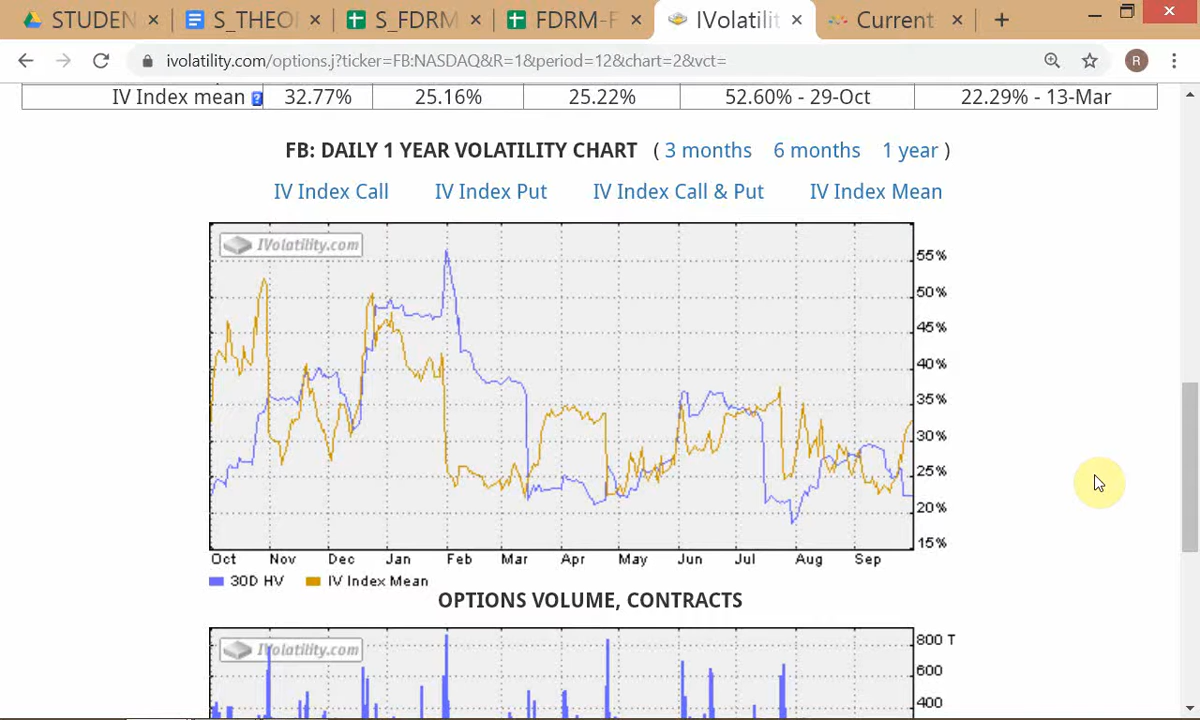 STUDEN × S_THEO × S_FDRM × FDRM-F × IVolatilit × Current × +
ivolatility.com/options.j?ticker=FB:NASDAQ&R=1&period=12&chart=2&vct= R
IV Index mean ? 32.77% 25.16% 25.22% 52.60% - 29-Oct 22.29% - 13-Mar
FB: DAILY 1 YEAR VOLATILITY CHART ( 3 months 6 months 1 year )
IV Index Call IV Index Put IV Index Call & Put IV Index Mean
IVolatility.com
55%
50%
45%
40%
35%
30%
25%
20%
15%
Oct Nov Dec Jan Feb Mar Apr May Jun Jul Aug Sep
30D HV IV Index Mean
OPTIONS VOLUME, CONTRACTS
IVolatility.com
800 T
600
400